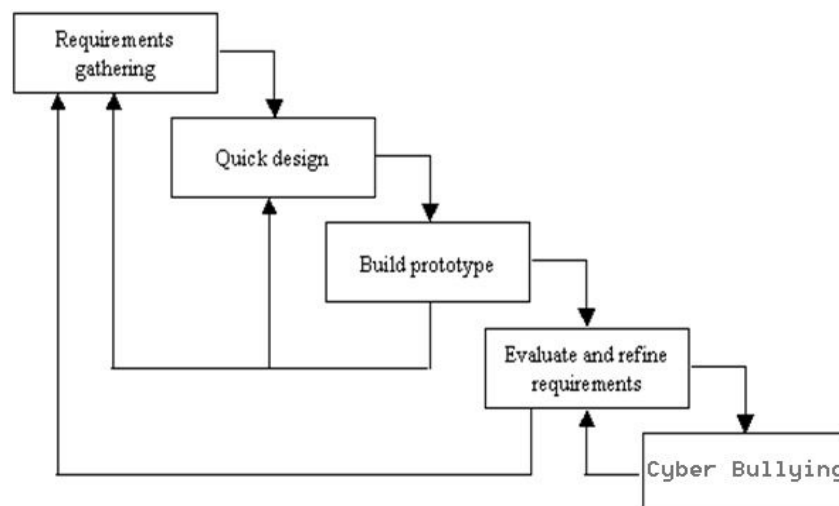 Requirements
gathering
Quick design
Build prototype
Evaluate and refine
requirements
Cyber Bullying